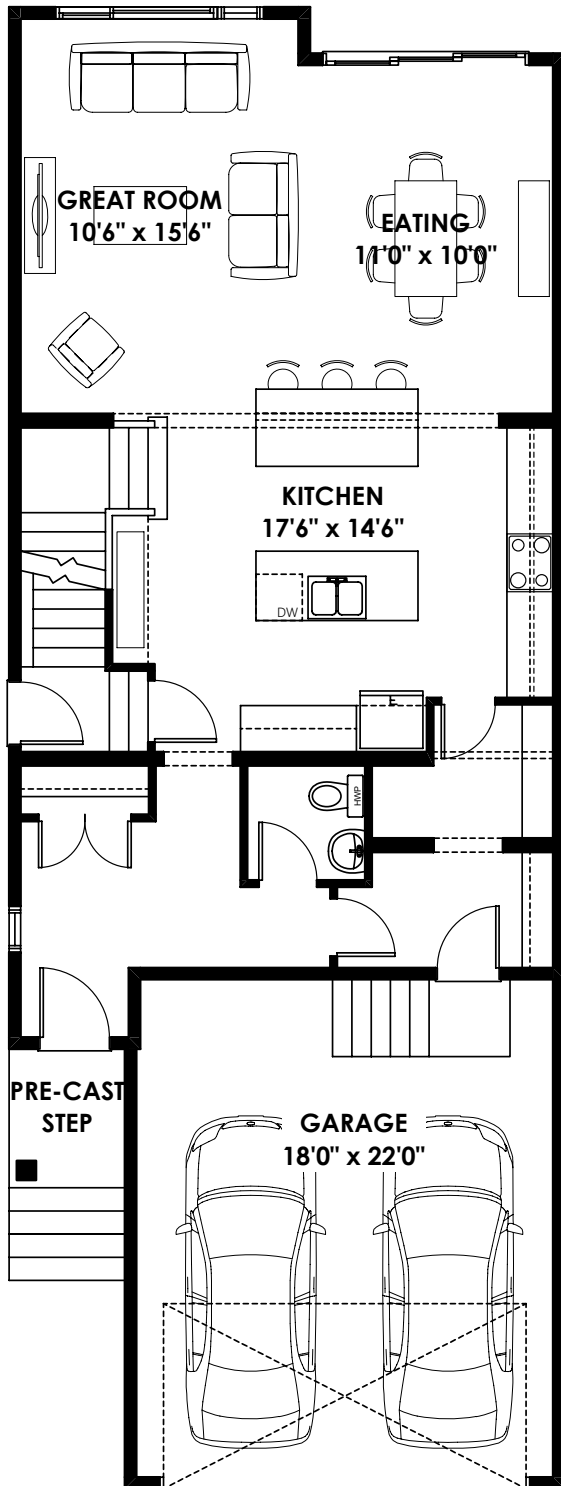 GREAT ROOM
10'6" x 15'6"
EATING
11'0" x 10'0"
KITCHEN
17'6" x 14'6"
DW
F
HWP
PRE-CAST
STEP
GARAGE
18'0" x 22'0"